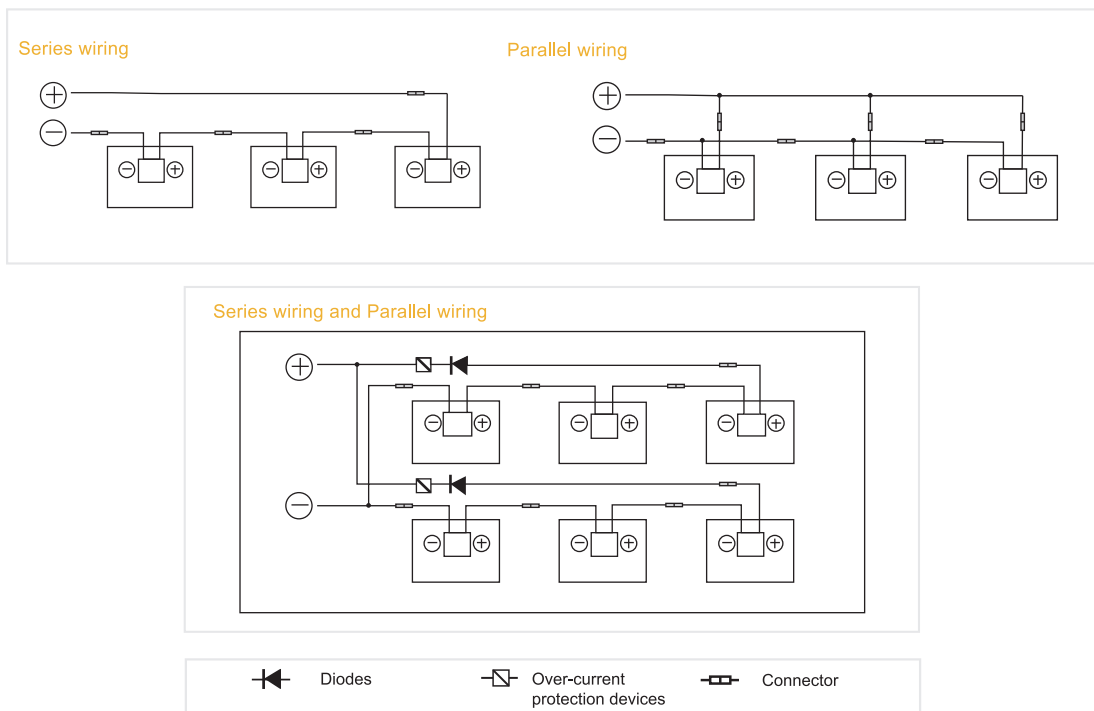 Series wiring
Parallel wiring
Series wiring and Parallel wiring
Diodes
Over-current
protection devices
Connector